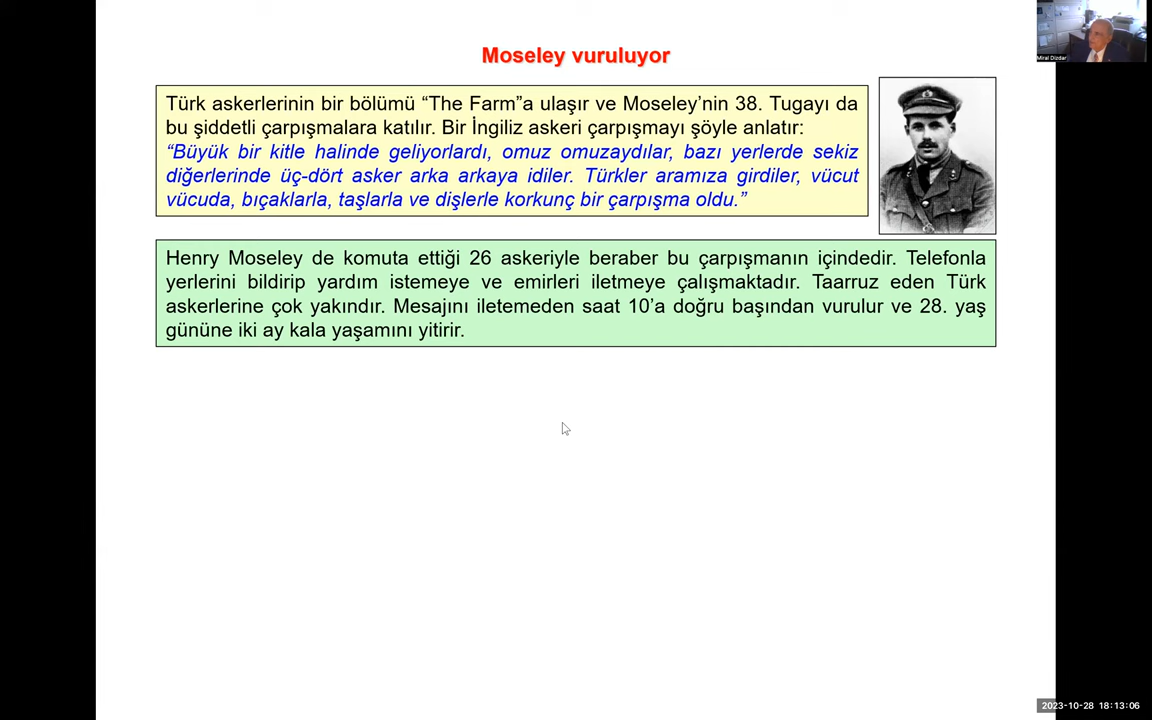 Moseley vuruluyor
Miral Dizdar
Türk askerlerinin bir bölümü “The Farm”a ulaşır ve Moseley’nin 38. Tugayı da
bu şiddetli çarpışmalara katılır. Bir İngiliz askeri çarpışmayı şöyle anlatır:
“Büyük bir kitle halinde geliyorlardı, omuz omuzaydılar, bazı yerlerde sekiz
diğerlerinde üç-dört asker arka arkaya idiler. Türkler aramıza girdiler, vücut
vücuda, bıçaklarla, taşlarla ve dişlerle korkunç bir çarpışma oldu.”
Henry Moseley de komuta ettiği 26 askeriyle beraber bu çarpışmanın içindedir. Telefonla
yerlerini bildirip yardım istemeye ve emirleri iletmeye çalışmaktadır. Taarruz eden Türk
askerlerine çok yakındır. Mesajını iletemeden saat 10’a doğru başından vurulur ve 28. yaş
gününe iki ay kala yaşamını yitirir.
2023-10-28 18:13:06